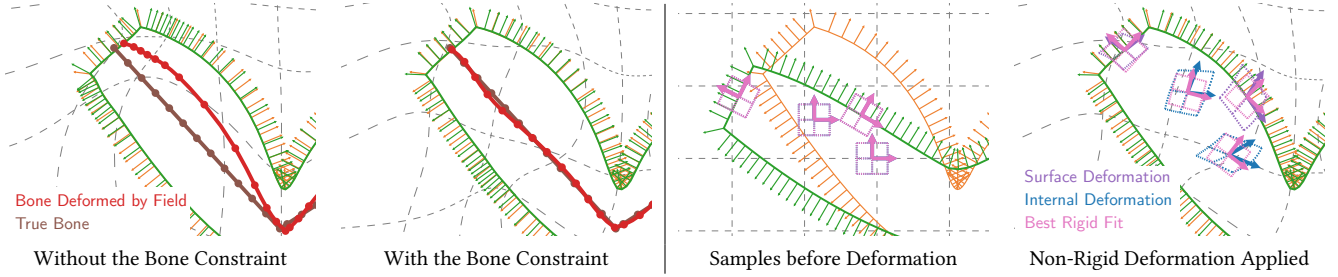 Bone Deformed by Field
True Bone
Surface Deformation
Internal Deformation
Best Rigid Fit
Without the Bone Constraint
With the Bone Constraint
Samples before Deformation
Non-Rigid Deformation Applied